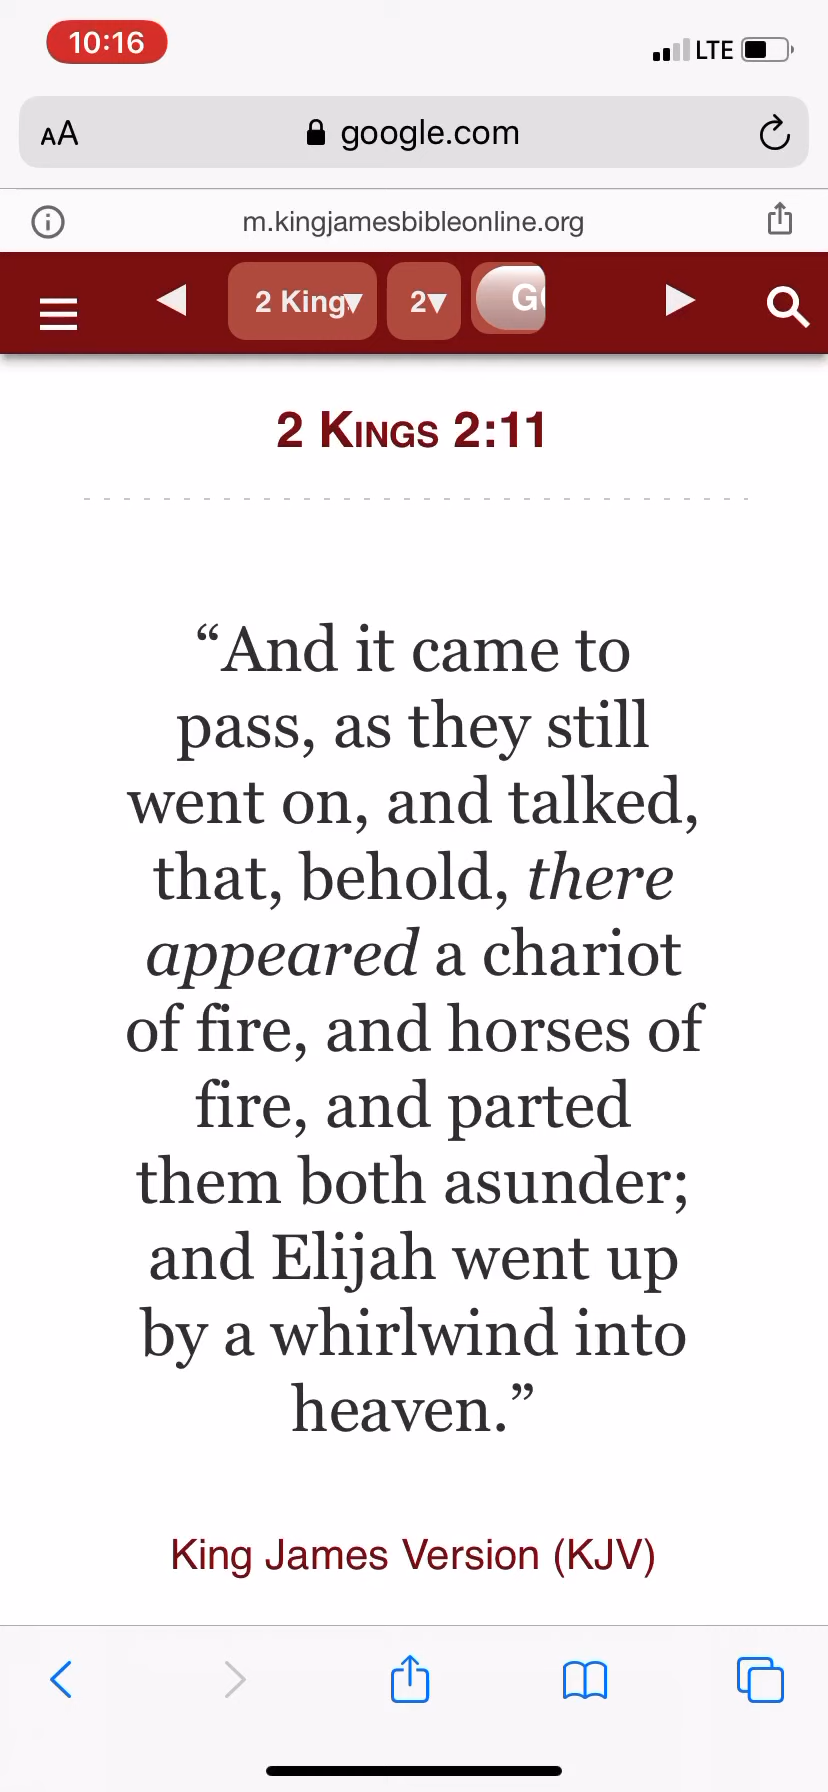 10:16
LTE
AA google.com
m.kingjamesbibleonline.org
2 King 2
2 Kings 2:11
“And it came to
pass, as they still
went on, and talked,
that, behold, there
appeared a chariot
of fire, and horses of
fire, and parted
them both asunder;
and Elijah went up
by a whirlwind into
heaven.”
King James Version (KJV)